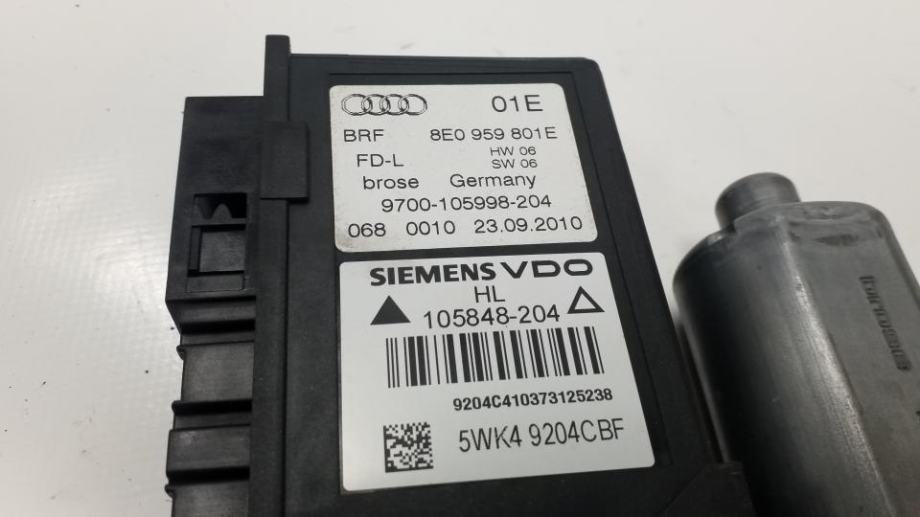 01E
BRF 8E0 959 801E
FD-L HW 06
SW 06
brose Germany
9700-105998-204
068 0010 23.09.2010
SIEMENS VDO
HL
105848-204
9204C410373125238
5WK4 9204CBF